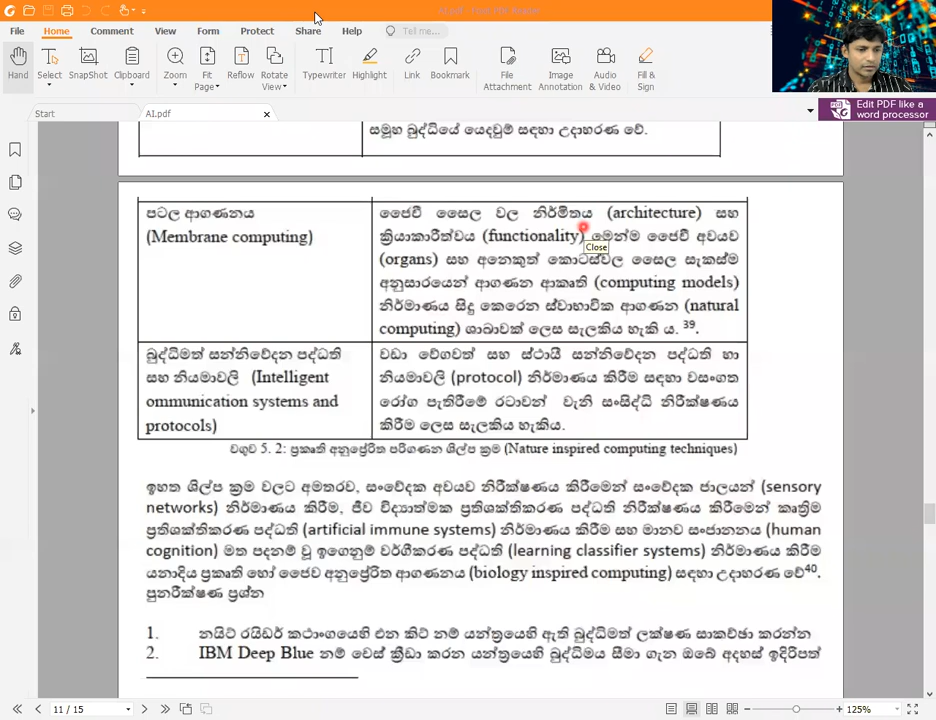 File Home Comment View Form Protect Share Help Tell me...
Hand Select SnapShot Clipboard Zoom Fit Page Reflow Rotate View Typewriter Highlight Link Bookmark File Attachment Image Annotation Audio & Video Fill & Sign
Start AI.pdf Edit PDF like a word processor
සමූහ බුද්ධියේ යෙදවුම් සඳහා උදාහරණ වේ.
පටල ආගණනය
(Membrane computing)
ජෛවී සෛල වල නිර්මිතය (architecture) සහ
ක්‍රියාකාරීත්වය (functionality) මෙන්ම ජෛවී අවයව
Close
(organs) සහ අනෙකුත් කොටස්වල සෛල සැකස්ම
අනුසාරයෙන් ආගණන ආකෘති (computing models)
නිර්මාණය සිදු කෙරෙන ස්වාභාවික ආගණන (natural
computing) ශාඛාවක් ලෙස සැලකිය හැකි ය. 39.
බුද්ධිමත් සන්නිවේදන පද්ධති
සහ නියමාවලි (Intelligent
ommunication systems and
protocols)
වඩා වේගවත් සහ ස්ථායී සන්නිවේදන පද්ධති හා
නියමාවලි (protocol) නිර්මාණය කිරීම සඳහා වසංගත
රෝග පැතිරීමේ රටාවන් වැනි සංසිද්ධි නිරීක්ෂණය
කිරීම ලෙස සැලකිය හැකිය.
වගුව 5. 2: ප්‍රකෘති අනුප්‍රේරිත පරිගණන ශිල්ප ක්‍රම (Nature inspired computing techniques)
ඉහත ශිල්ප ක්‍රම වලට අමතරව, සංවේදක අවයව නිරීක්ෂණය කිරීමෙන් සංවේදක ජාලයන් (sensory
networks) නිර්මාණය කිරීම, ජීව විද්‍යාත්මක ප්‍රතිශක්තිකරණ පද්ධති නිරීක්ෂණය කිරීමෙන් කෘත්‍රිම
ප්‍රතිශක්තිකරණ පද්ධති (artificial immune systems) නිර්මාණය කිරීම සහ මානව සංජානනය (human
cognition) මත පදනම් වූ ඉගෙනුම් වර්ගීකරණ පද්ධති (learning classifier systems) නිර්මාණය කිරීම
යනාදිය ප්‍රකෘති හෝ ජෛව අනුප්‍රේරිත ආගණනය (biology inspired computing) සඳහා උදාහරණ වේ40.
පුනරීක්ෂණ ප්‍රශ්න
1. නයිට් රයිඩර් කථාංගයෙහි එන කිට් නම් යන්ත්‍රයෙහි ඇති බුද්ධිමත් ලක්ෂණ සාකච්ඡා කරන්න
2. IBM Deep Blue නම් චෙස් ක්‍රීඩා කරන යන්ත්‍රයෙහි බුද්ධිමය සීමා ගැන ඔබේ අදහස් ඉදිරිපත්
11 / 15 125%